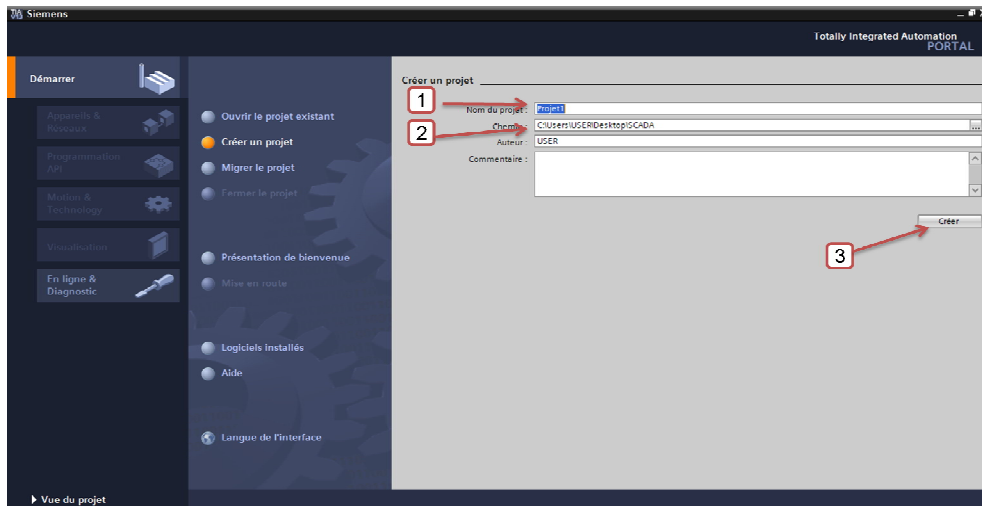 Siemens
Totally Integrated Automation
PORTAL
Démarrer
Appareils &
Réseaux
Programmation
API
Motion &
Technology
Visualisation
En ligne &
Diagnostic
Ouvrir le projet existant
Créer un projet
Migrer le projet
Fermer le projet
Présentation de bienvenue
Mise en route
Logiciels installés
Aide
Langue de l'interface
Créer un projet
1
Nom du projet : Projet1
2
Chemin : C:\Users\USER\Desktop\SCADA ...
Auteur : USER
Commentaire :
Créer
3
Vue du projet